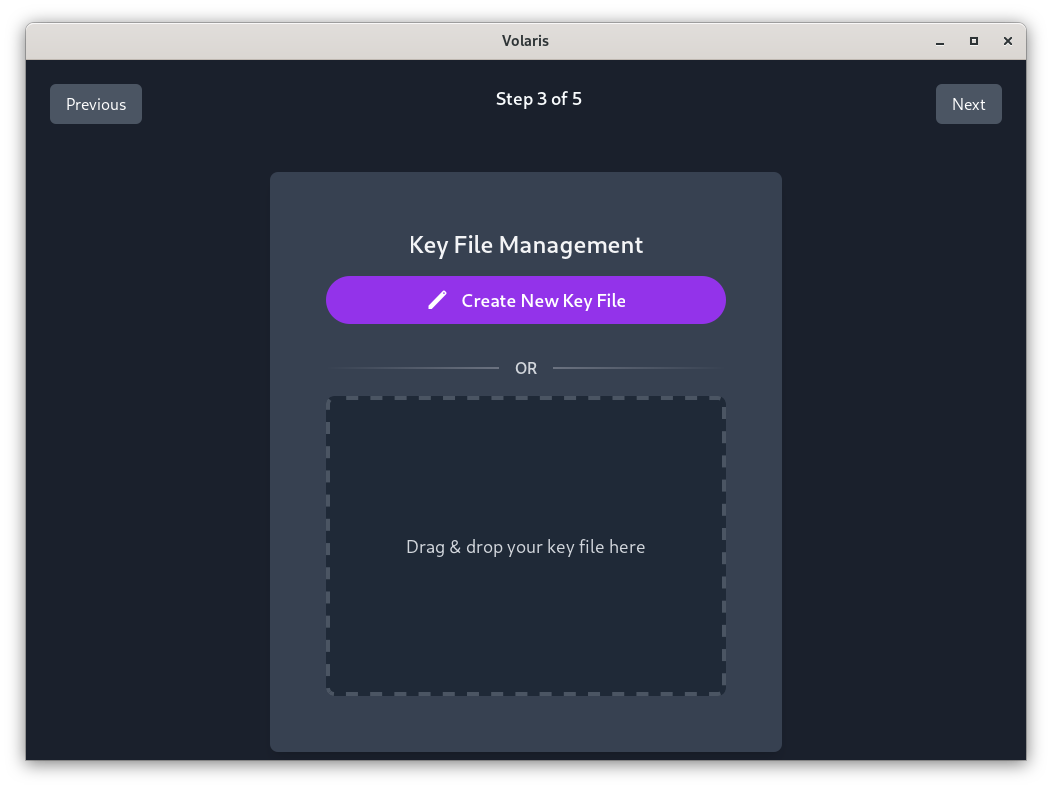 Volaris
Previous
Step 3 of 5
Next
Key File Management
Create New Key File
OR
Drag & drop your key file here